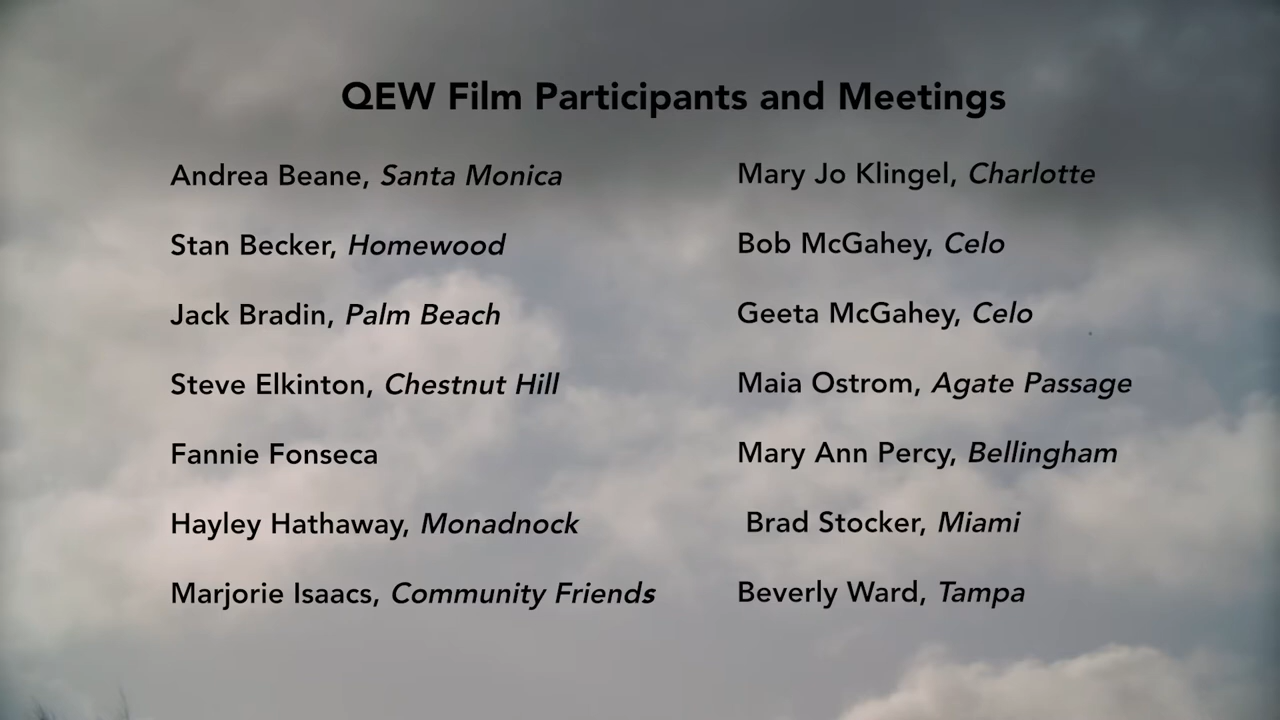 QEW Film Participants and Meetings
Andrea Beane, Santa Monica
Stan Becker, Homewood
Jack Bradin, Palm Beach
Steve Elkinton, Chestnut Hill
Fannie Fonseca
Hayley Hathaway, Monadnock
Marjorie Isaacs, Community Friends
Mary Jo Klingel, Charlotte
Bob McGahey, Celo
Geeta McGahey, Celo
Maia Ostrom, Agate Passage
Mary Ann Percy, Bellingham
Brad Stocker, Miami
Beverly Ward, Tampa